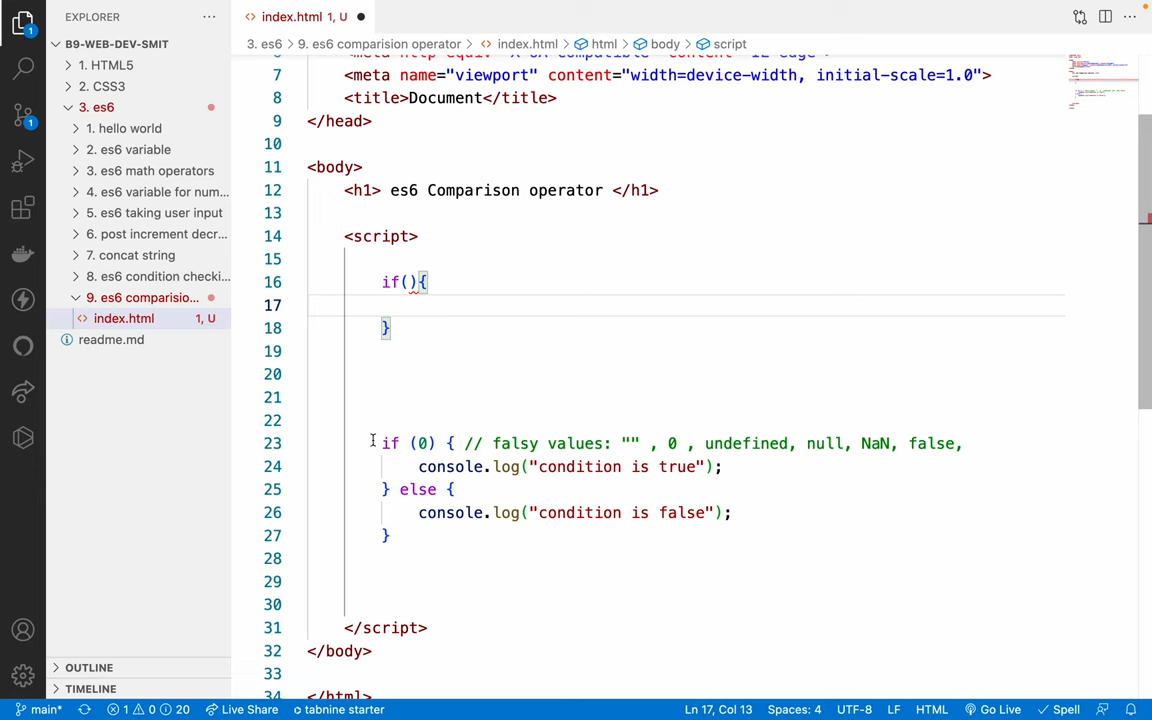 EXPLORER
index.html 1, U
B9-WEB-DEV-SMIT
3. es6 > 9. es6 comparision operator > index.html > html > body > script
1. HTML5
2. CSS3
3. es6
1. hello world
2. es6 variable
3. es6 math operators
4. es6 variable for num...
5. es6 taking user input
6. post increment decr...
7. concat string
8. es6 condition checki...
9. es6 comparisio...
index.html 1, U
readme.md
OUTLINE
TIMELINE
7 <meta name="viewport" content="width=device-width, initial-scale=1.0">
8 <title>Document</title>
9 </head>
10
11 <body>
12 <h1> es6 Comparison operator </h1>
13
14 <script>
15
16 if(){
17
18 }
19
20
21
22
23 if (0) { // falsy values: "" , 0 , undefined, null, NaN, false,
24 console.log("condition is true");
25 } else {
26 console.log("condition is false");
27 }
28
29
30
31 </script>
32 </body>
33
34 </html>
main* 1 0 20 Live Share tabnine starter Ln 17, Col 13 Spaces: 4 UTF-8 LF HTML Go Live Spell